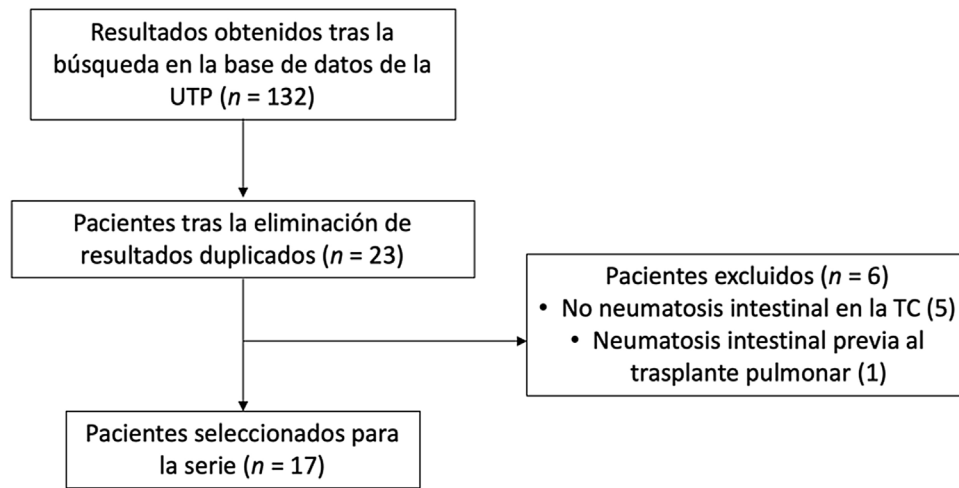 Resultados obtenidos tras la
búsqueda en la base de datos de la
UTP (n = 132)
Pacientes tras la eliminación de
resultados duplicados (n = 23)
Pacientes excluidos (n = 6)
• No neumatosis intestinal en la TC (5)
• Neumatosis intestinal previa al
trasplante pulmonar (1)
Pacientes seleccionados para
la serie (n = 17)